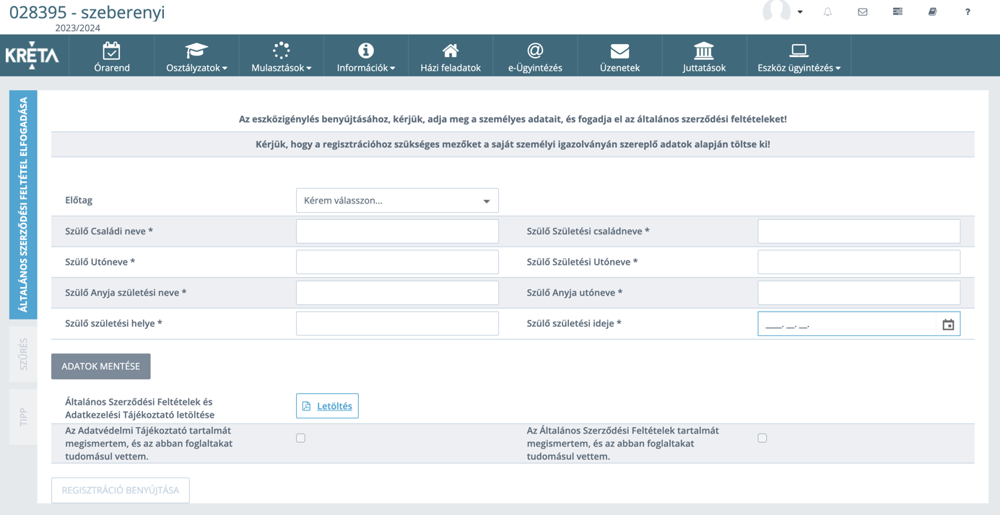 028395 - szeberenyi
2023/2024
?
KRÉTA
Órarend
Osztályzatok
Mulasztások
Információk
Házi feladatok
e-Ügyintézés
Üzenetek
Juttatások
Eszköz ügyintézés
ÁLTALÁNOS SZERZŐDÉSI FELTÉTEL ELFOGADÁSA
SZŰRÉS
TIPP
Az eszközigénylés benyújtásához, kérjük, adja meg a személyes adatait, és fogadja el az általános szerződési feltételeket!
Kérjük, hogy a regisztrációhoz szükséges mezőket a saját személyi igazolványán szereplő adatok alapján töltse ki!
Előtag
Kérem válasszon...
Szülő Családi neve *
Szülő Születési családneve *
Szülő Utóneve *
Szülő Születési Utóneve *
Szülő Anyja születési neve *
Szülő Anyja utóneve *
Szülő születési helye *
Szülő születési ideje *
____. __. __.
ADATOK MENTÉSE
Általános Szerződési Feltételek és
Adatkezelési Tájékoztató letöltése
Letöltés
Az Adatvédelmi Tájékoztató tartalmát
megismertem, és az abban foglaltakat
tudomásul vettem.
Az Általános Szerződési Feltételek tartalmát
megismertem, és az abban foglaltakat
tudomásul vettem.
REGISZTRÁCIÓ BENYÚJTÁSA